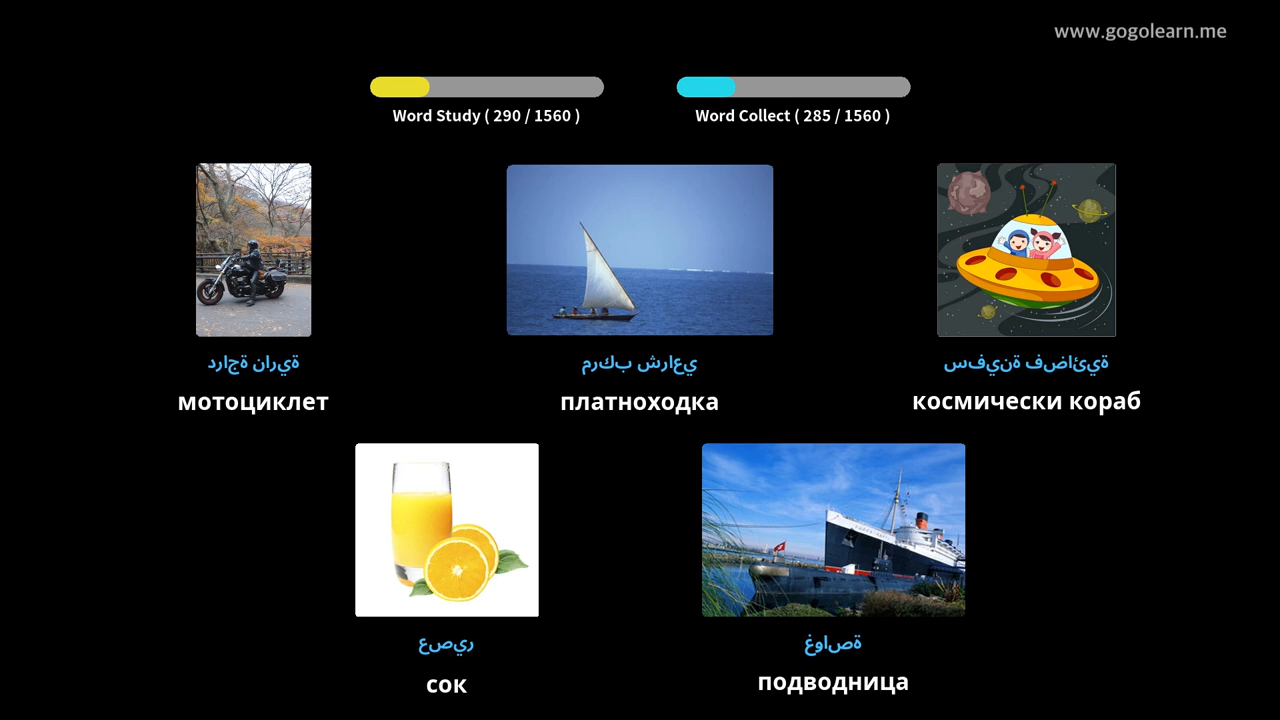 www.gogolearn.me
Word Study ( 290 / 1560 )
Word Collect ( 285 / 1560 )
دراجة نارية
مركب شراعي
سفينة فضائية
мотоциклет
платноходка
космически кораб
عصير
غواصة
сок
подводница